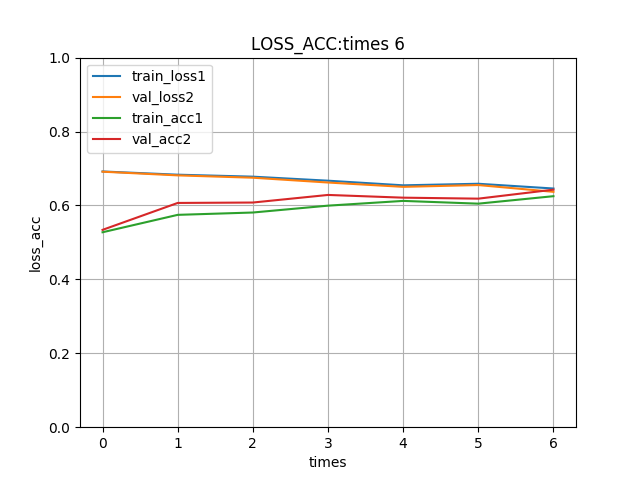 LOSS_ACC:times 6
1.0
0.8
0.6
0.4
0.2
0.0
loss_acc
train_loss1
val_loss2
train_acc1
val_acc2
0 1 2 3 4 5 6
times